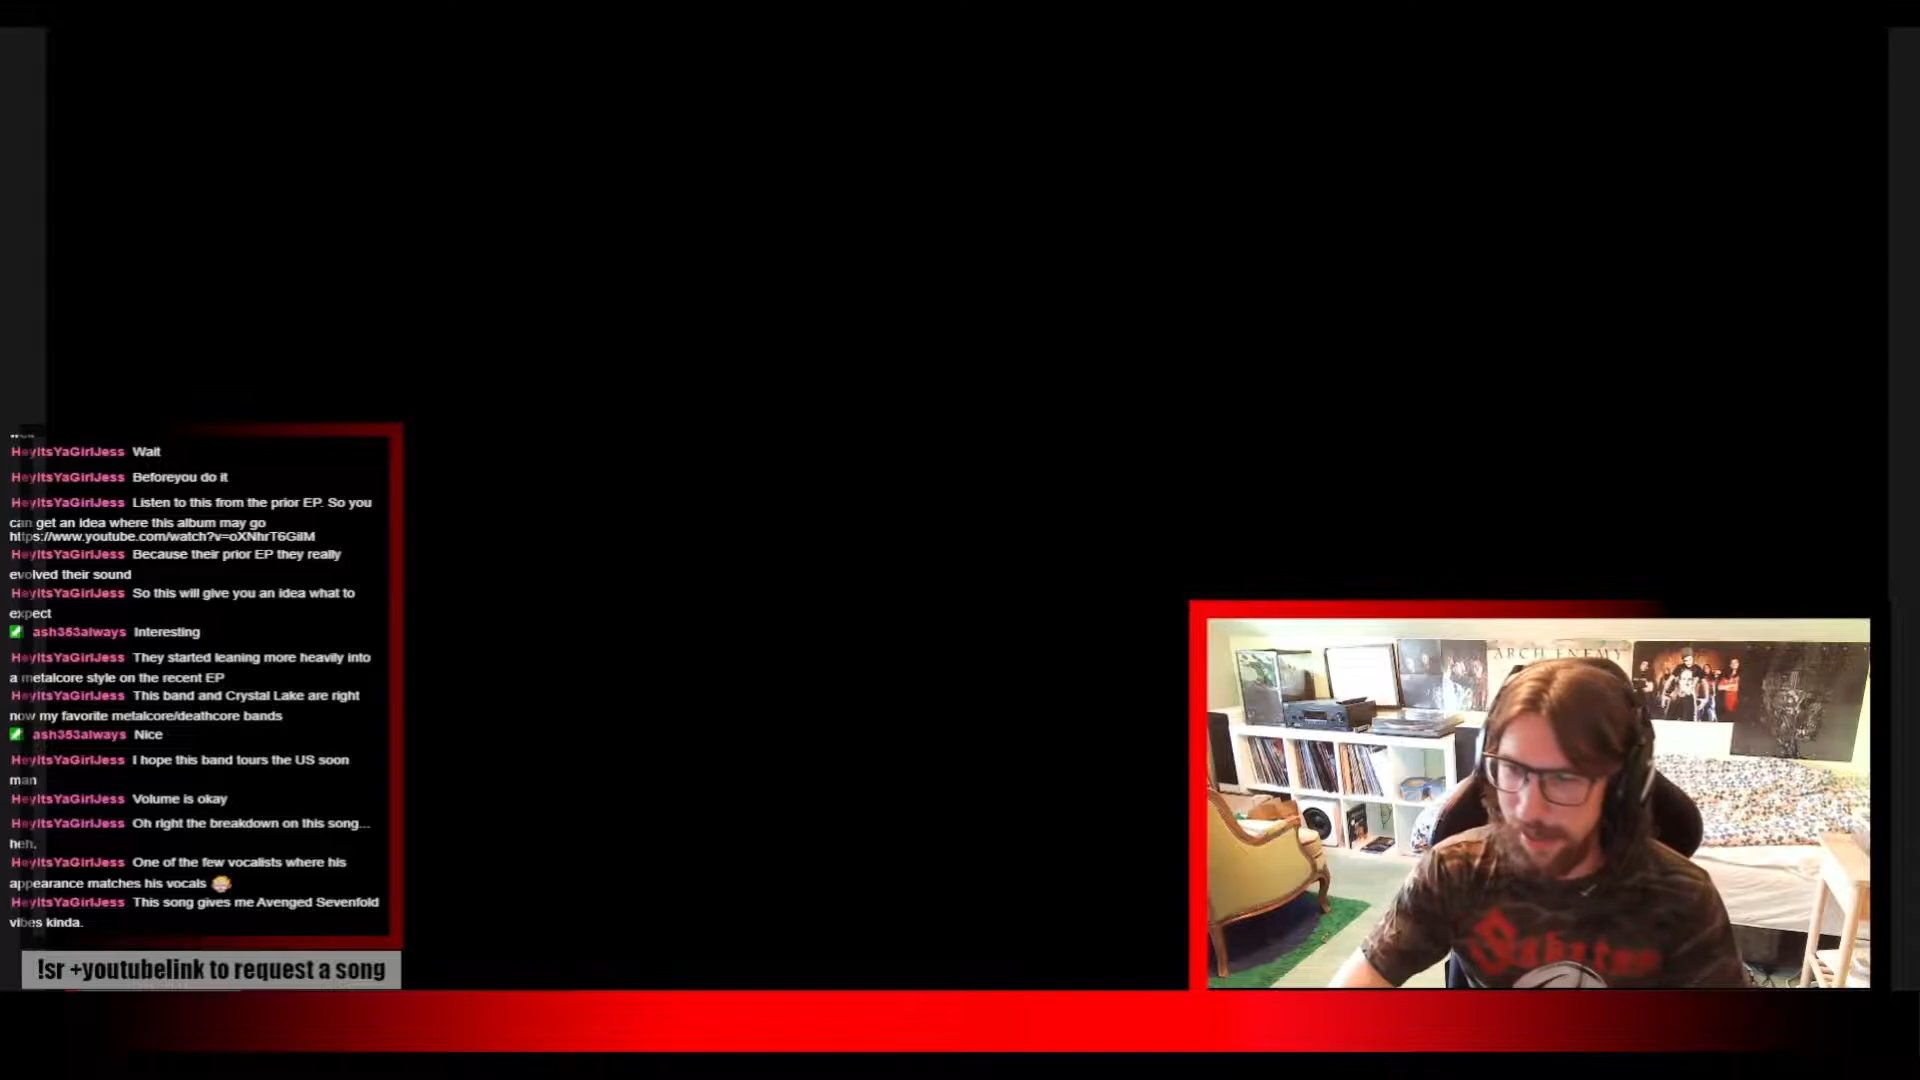 HeyItsYaGirlJess Wait
HeyItsYaGirlJess Beforeyou do it
HeyItsYaGirlJess Listen to this from the prior EP. So you
can get an idea where this album may go
https://www.youtube.com/watch?v=oXNhrT6GilM
HeyItsYaGirlJess Because their prior EP they really
evolved their sound
HeyItsYaGirlJess So this will give you an idea what to
expect
ash353always Interesting
HeyItsYaGirlJess They started leaning more heavily into
a metalcore style on the recent EP
HeyItsYaGirlJess This band and Crystal Lake are right
now my favorite metalcore/deathcore bands
ash353always Nice
HeyItsYaGirlJess I hope this band tours the US soon
man
HeyItsYaGirlJess Volume is okay
HeyItsYaGirlJess Oh right the breakdown on this song...
heh,
HeyItsYaGirlJess One of the few vocalists where his
appearance matches his vocals
HeyItsYaGirlJess This song gives me Avenged Sevenfold
vibes kinda.
!sr +youtubelink to request a song
ARCH ENEMY
Sabaton